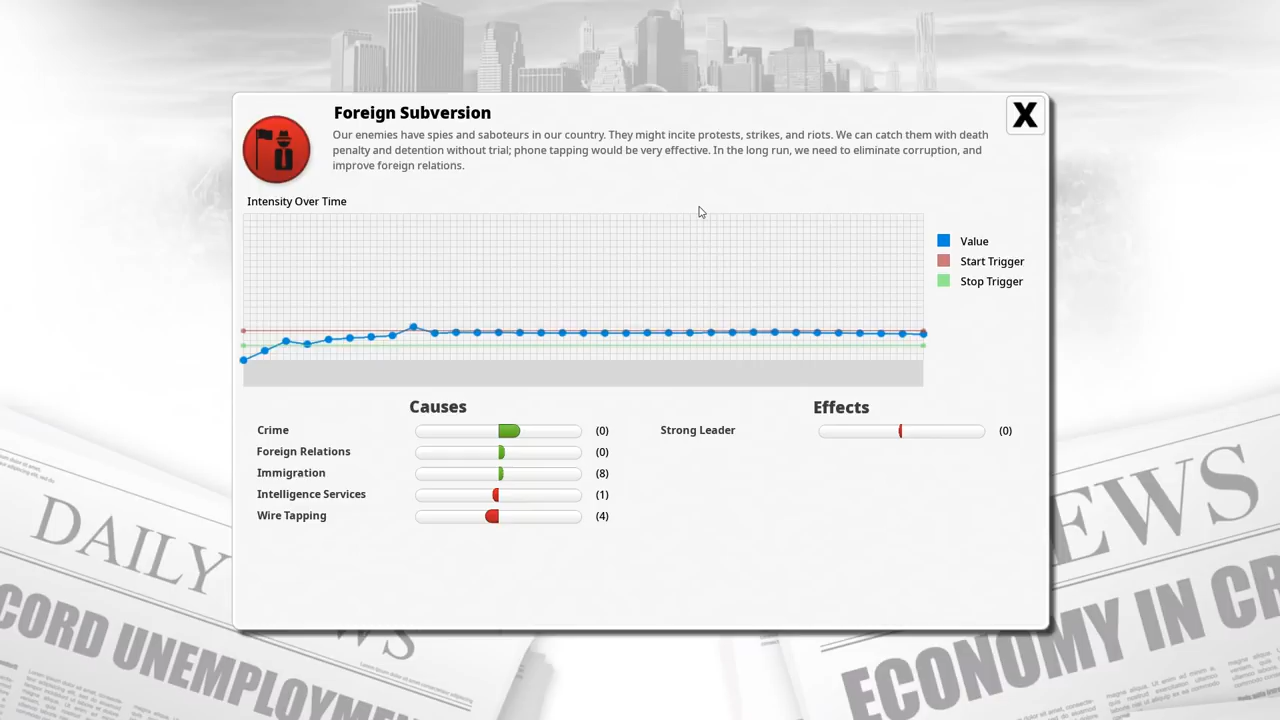 Foreign Subversion
X
Our enemies have spies and saboteurs in our country. They might incite protests, strikes, and riots. We can catch them with death
penalty and detention without trial; phone tapping would be very effective. In the long run, we need to eliminate corruption, and
improve foreign relations.
Intensity Over Time
Value
Start Trigger
Stop Trigger
Causes
Effects
Crime (0)
Strong Leader (0)
Foreign Relations (0)
Immigration (8)
Intelligence Services (1)
Wire Tapping (4)
DAILY
WS
EWS
CORD UNEMPLOYME
ECONOMY IN CR